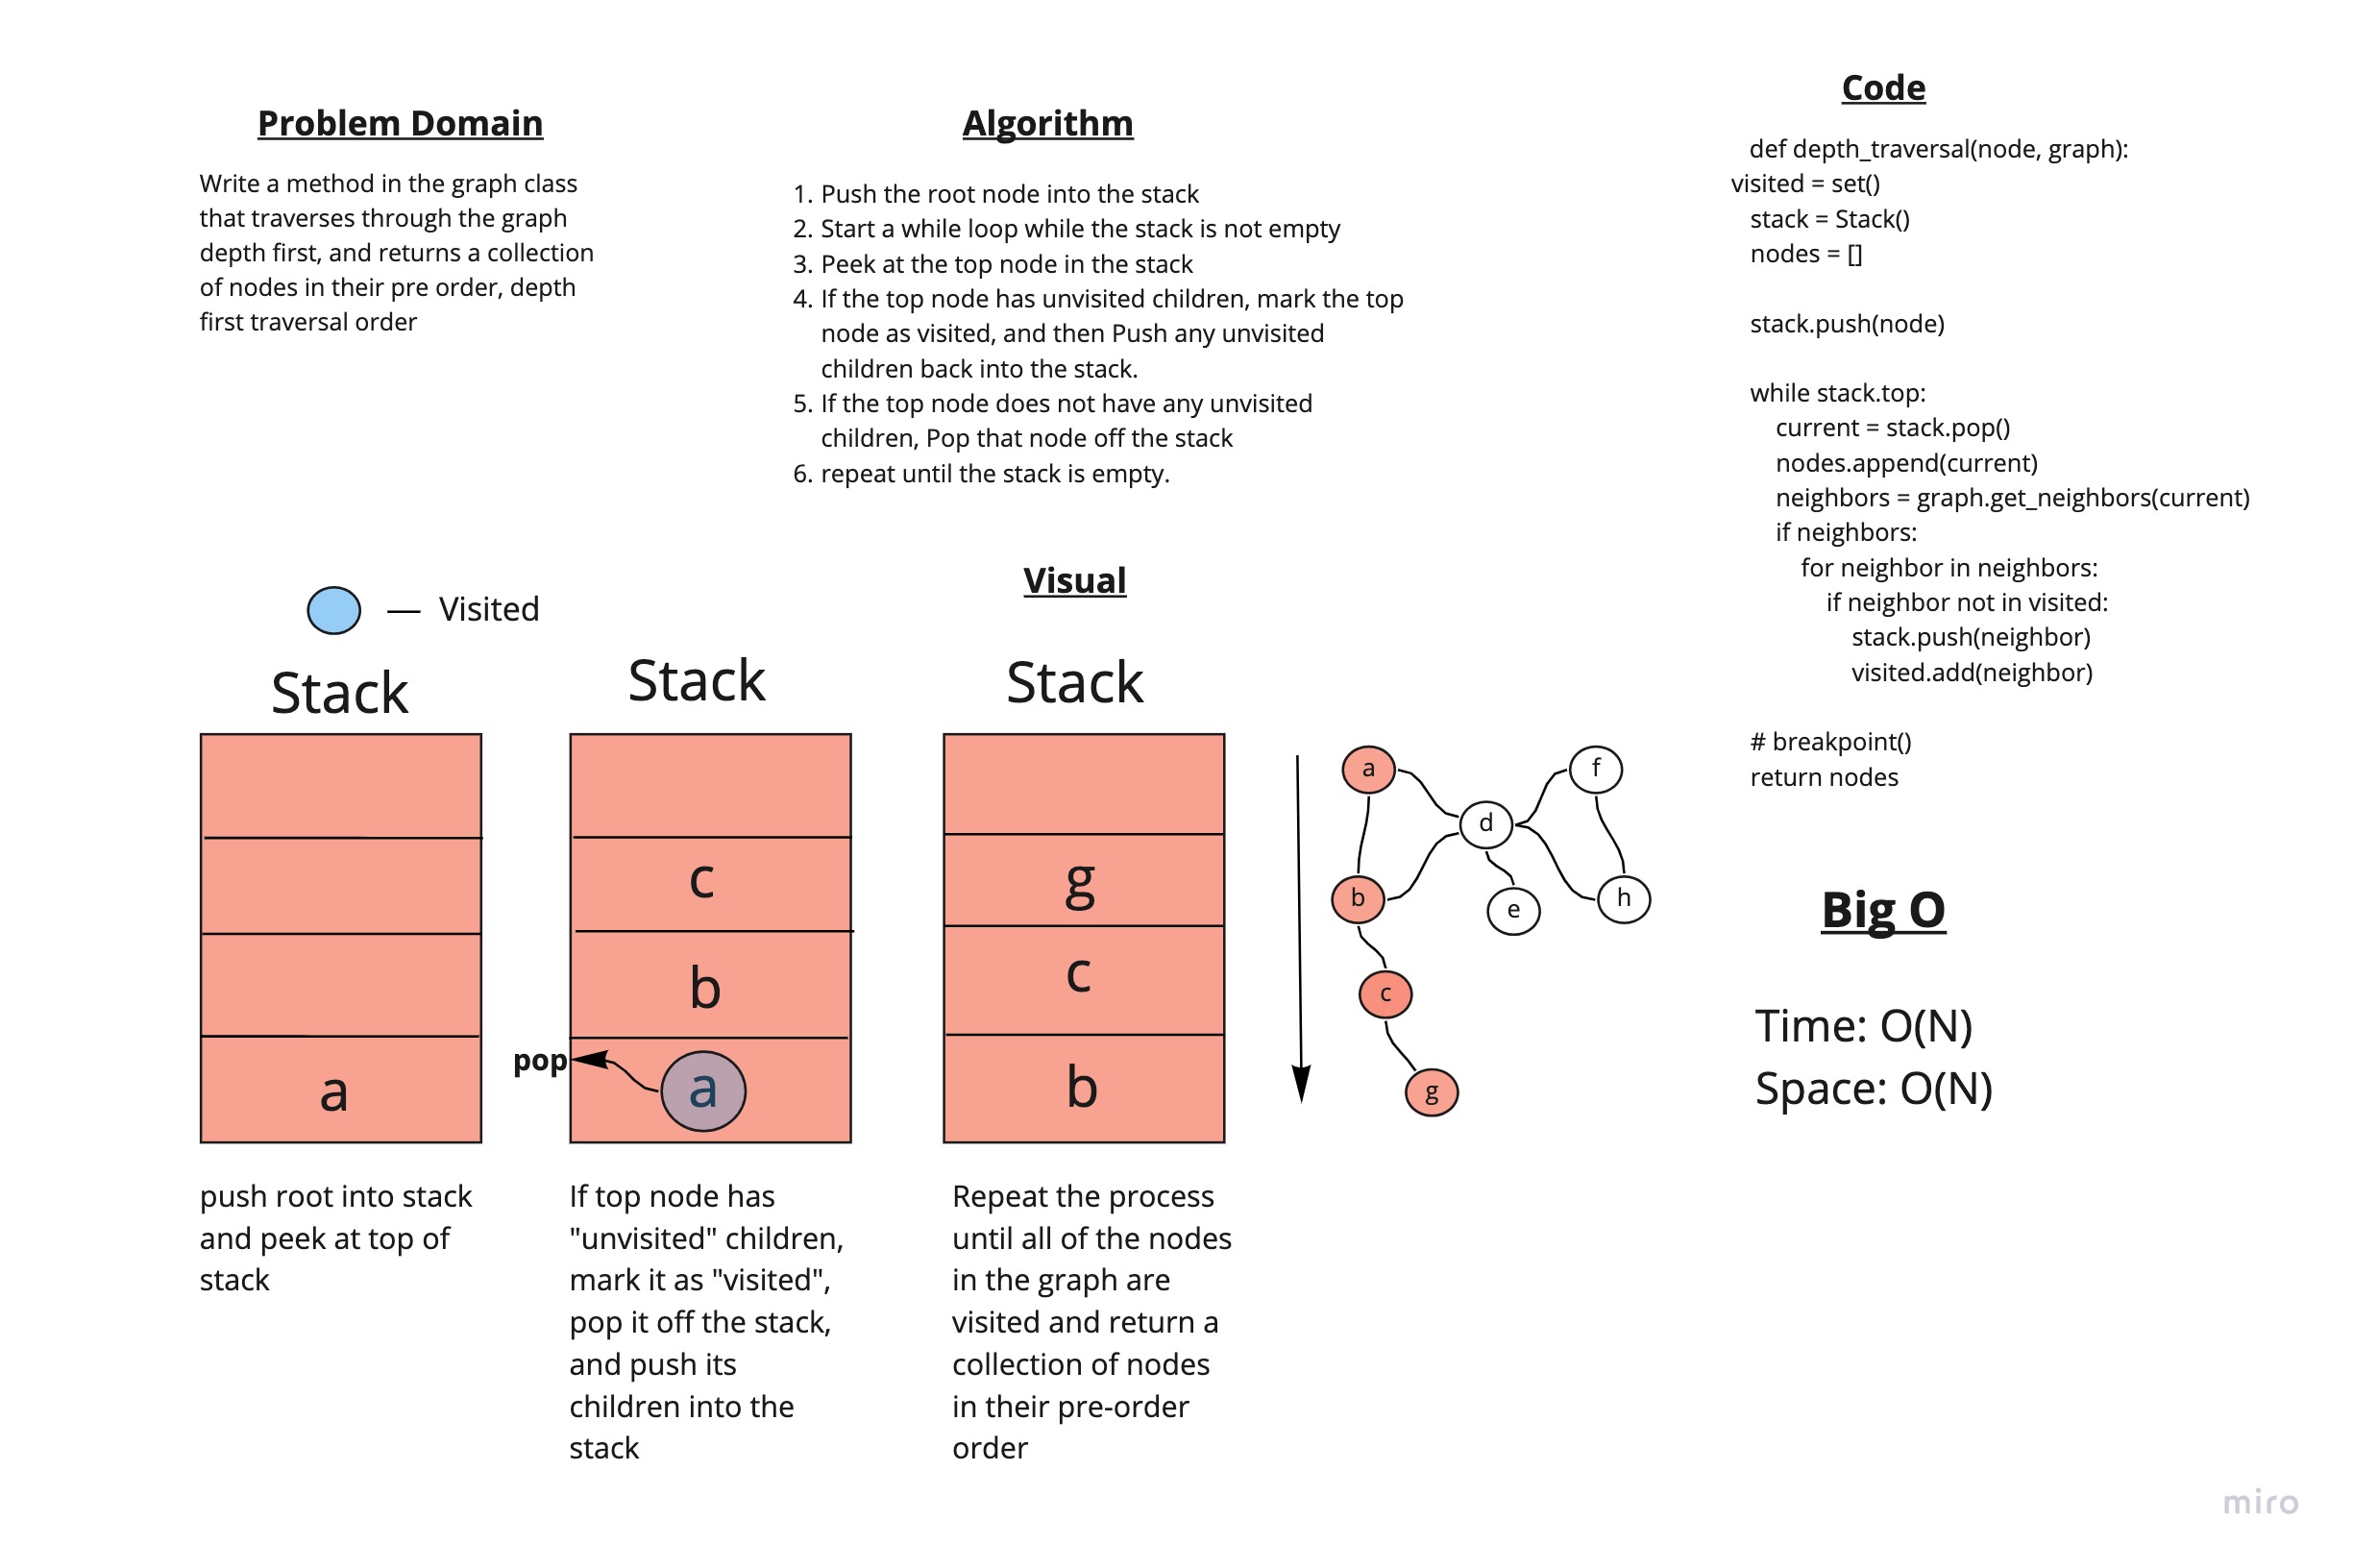 Problem Domain
Write a method in the graph class
that traverses through the graph
depth first, and returns a collection
of nodes in their pre order, depth
first traversal order
Algorithm
1. Push the root node into the stack
2. Start a while loop while the stack is not empty
3. Peek at the top node in the stack
4. If the top node has unvisited children, mark the top
node as visited, and then Push any unvisited
children back into the stack.
5. If the top node does not have any unvisited
children, Pop that node off the stack
6. repeat until the stack is empty.
Code
def depth_traversal(node, graph):
visited = set()
stack = Stack()
nodes = []
stack.push(node)
while stack.top:
current = stack.pop()
nodes.append(current)
neighbors = graph.get_neighbors(current)
if neighbors:
for neighbor in neighbors:
if neighbor not in visited:
stack.push(neighbor)
visited.add(neighbor)
# breakpoint()
return nodes
Visual
— Visited
Stack
a
push root into stack
and peek at top of
stack
Stack
c
b
pop
a
If top node has
"unvisited" children,
mark it as "visited",
pop it off the stack,
and push its
children into the
stack
Stack
g
c
b
Repeat the process
until all of the nodes
in the graph are
visited and return a
collection of nodes
in their pre-order
order
a
f
d
b
e
h
c
g
Big O
Time: O(N)
Space: O(N)
miro